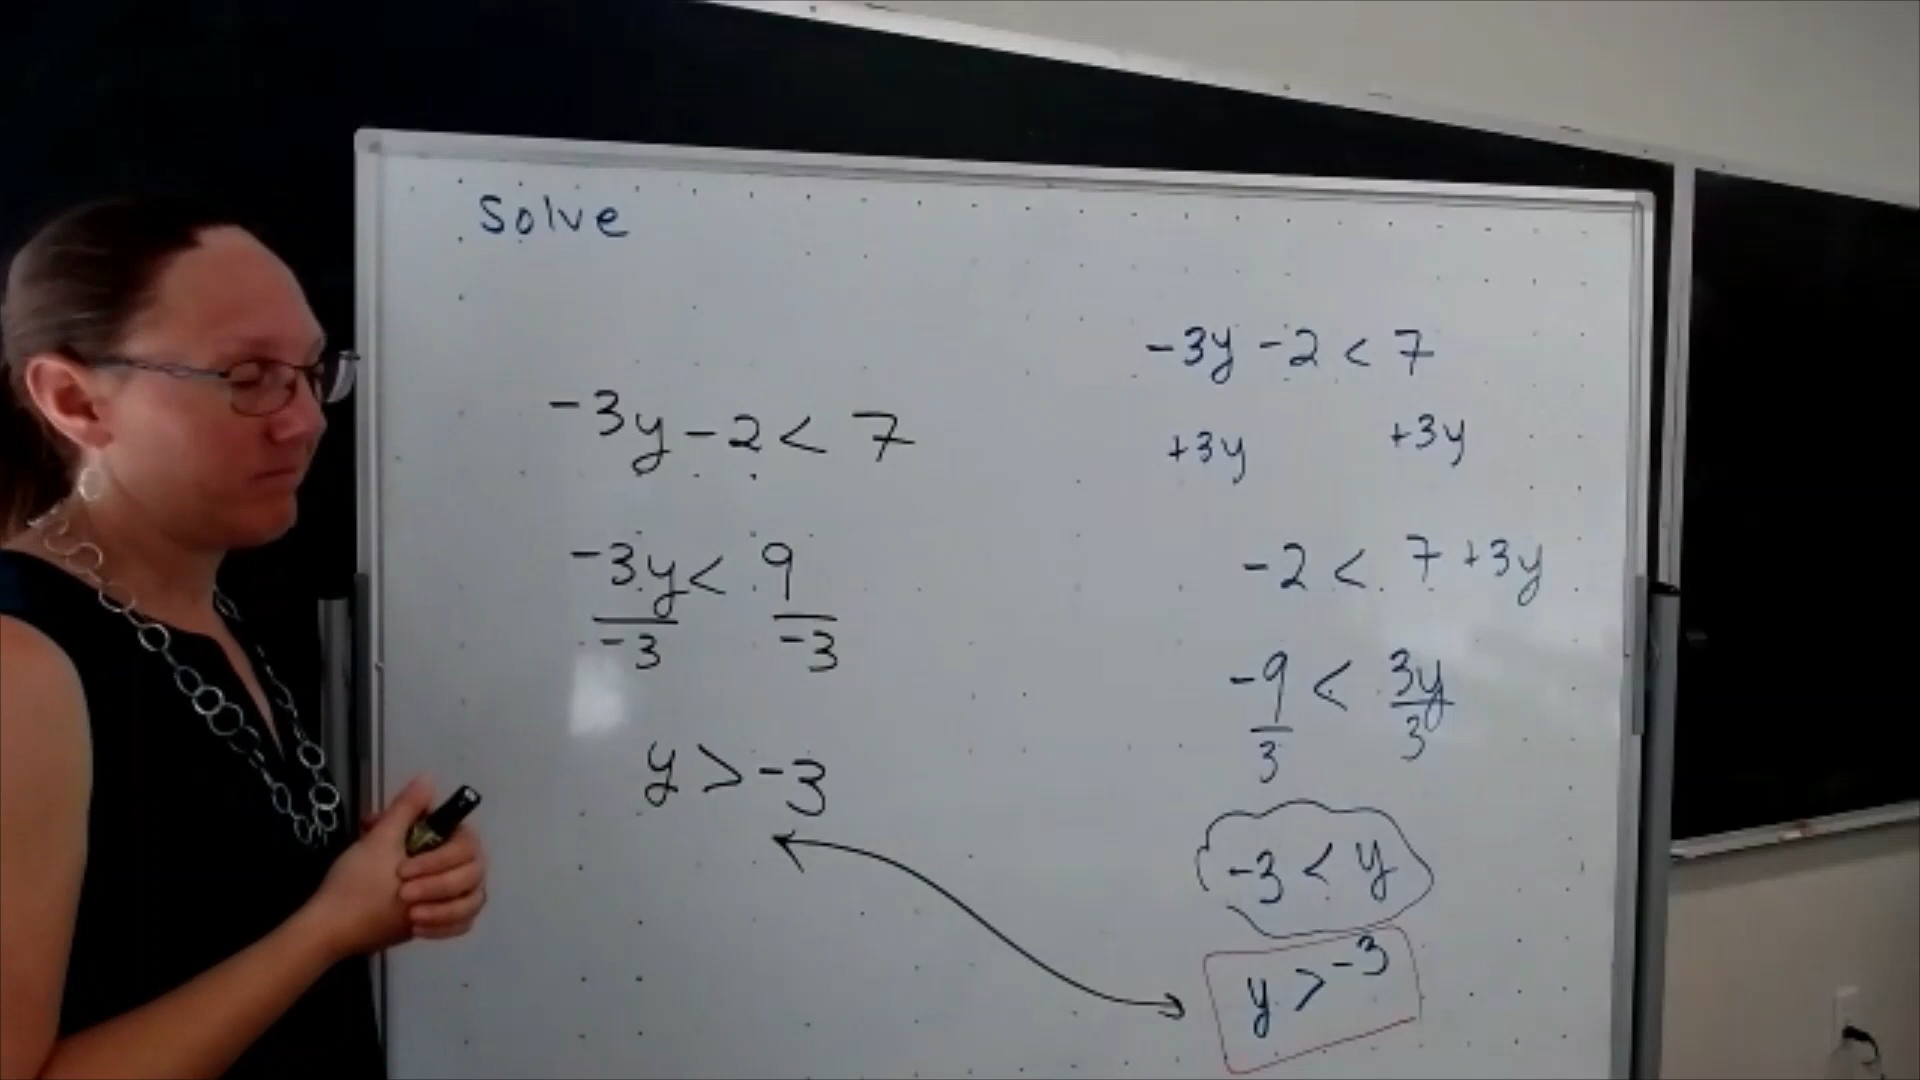 Solve
-3y - 2 < 7
-3y < 9
-3 -3
y > -3
-3y - 2 < 7
+3y +3y
-2 < 7 + 3y
-9 < 3y
3 3
-3 < y
y > -3